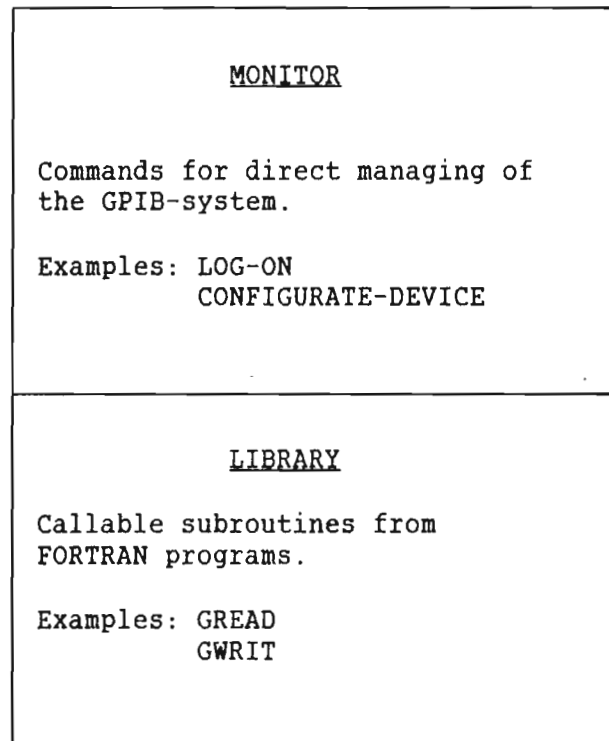 MONITOR
Commands for direct managing of
the GPIB-system.
Examples: LOG-ON
CONFIGURATE-DEVICE
LIBRARY
Callable subroutines from
FORTRAN programs.
Examples: GREAD
GWRIT